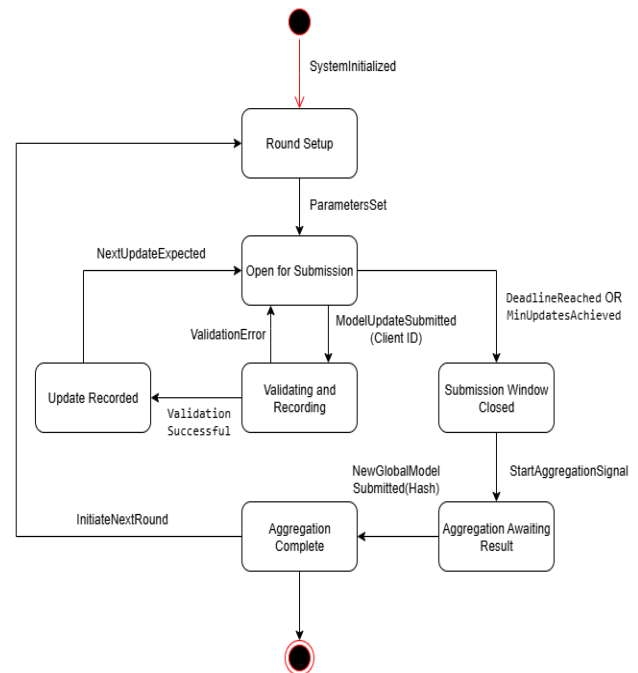 SystemInitialized
Round Setup
ParametersSet
NextUpdateExpected
Open for Submission
DeadlineReached OR
MinUpdatesAchieved
ValidationError
ModelUpdateSubmitted
(Client ID)
Update Recorded
Validation
Successful
Validating and
Recording
Submission Window
Closed
NewGlobalModel
Submitted(Hash)
StartAggregationSignal
InitiateNextRound
Aggregation
Complete
Aggregation Awaiting
Result